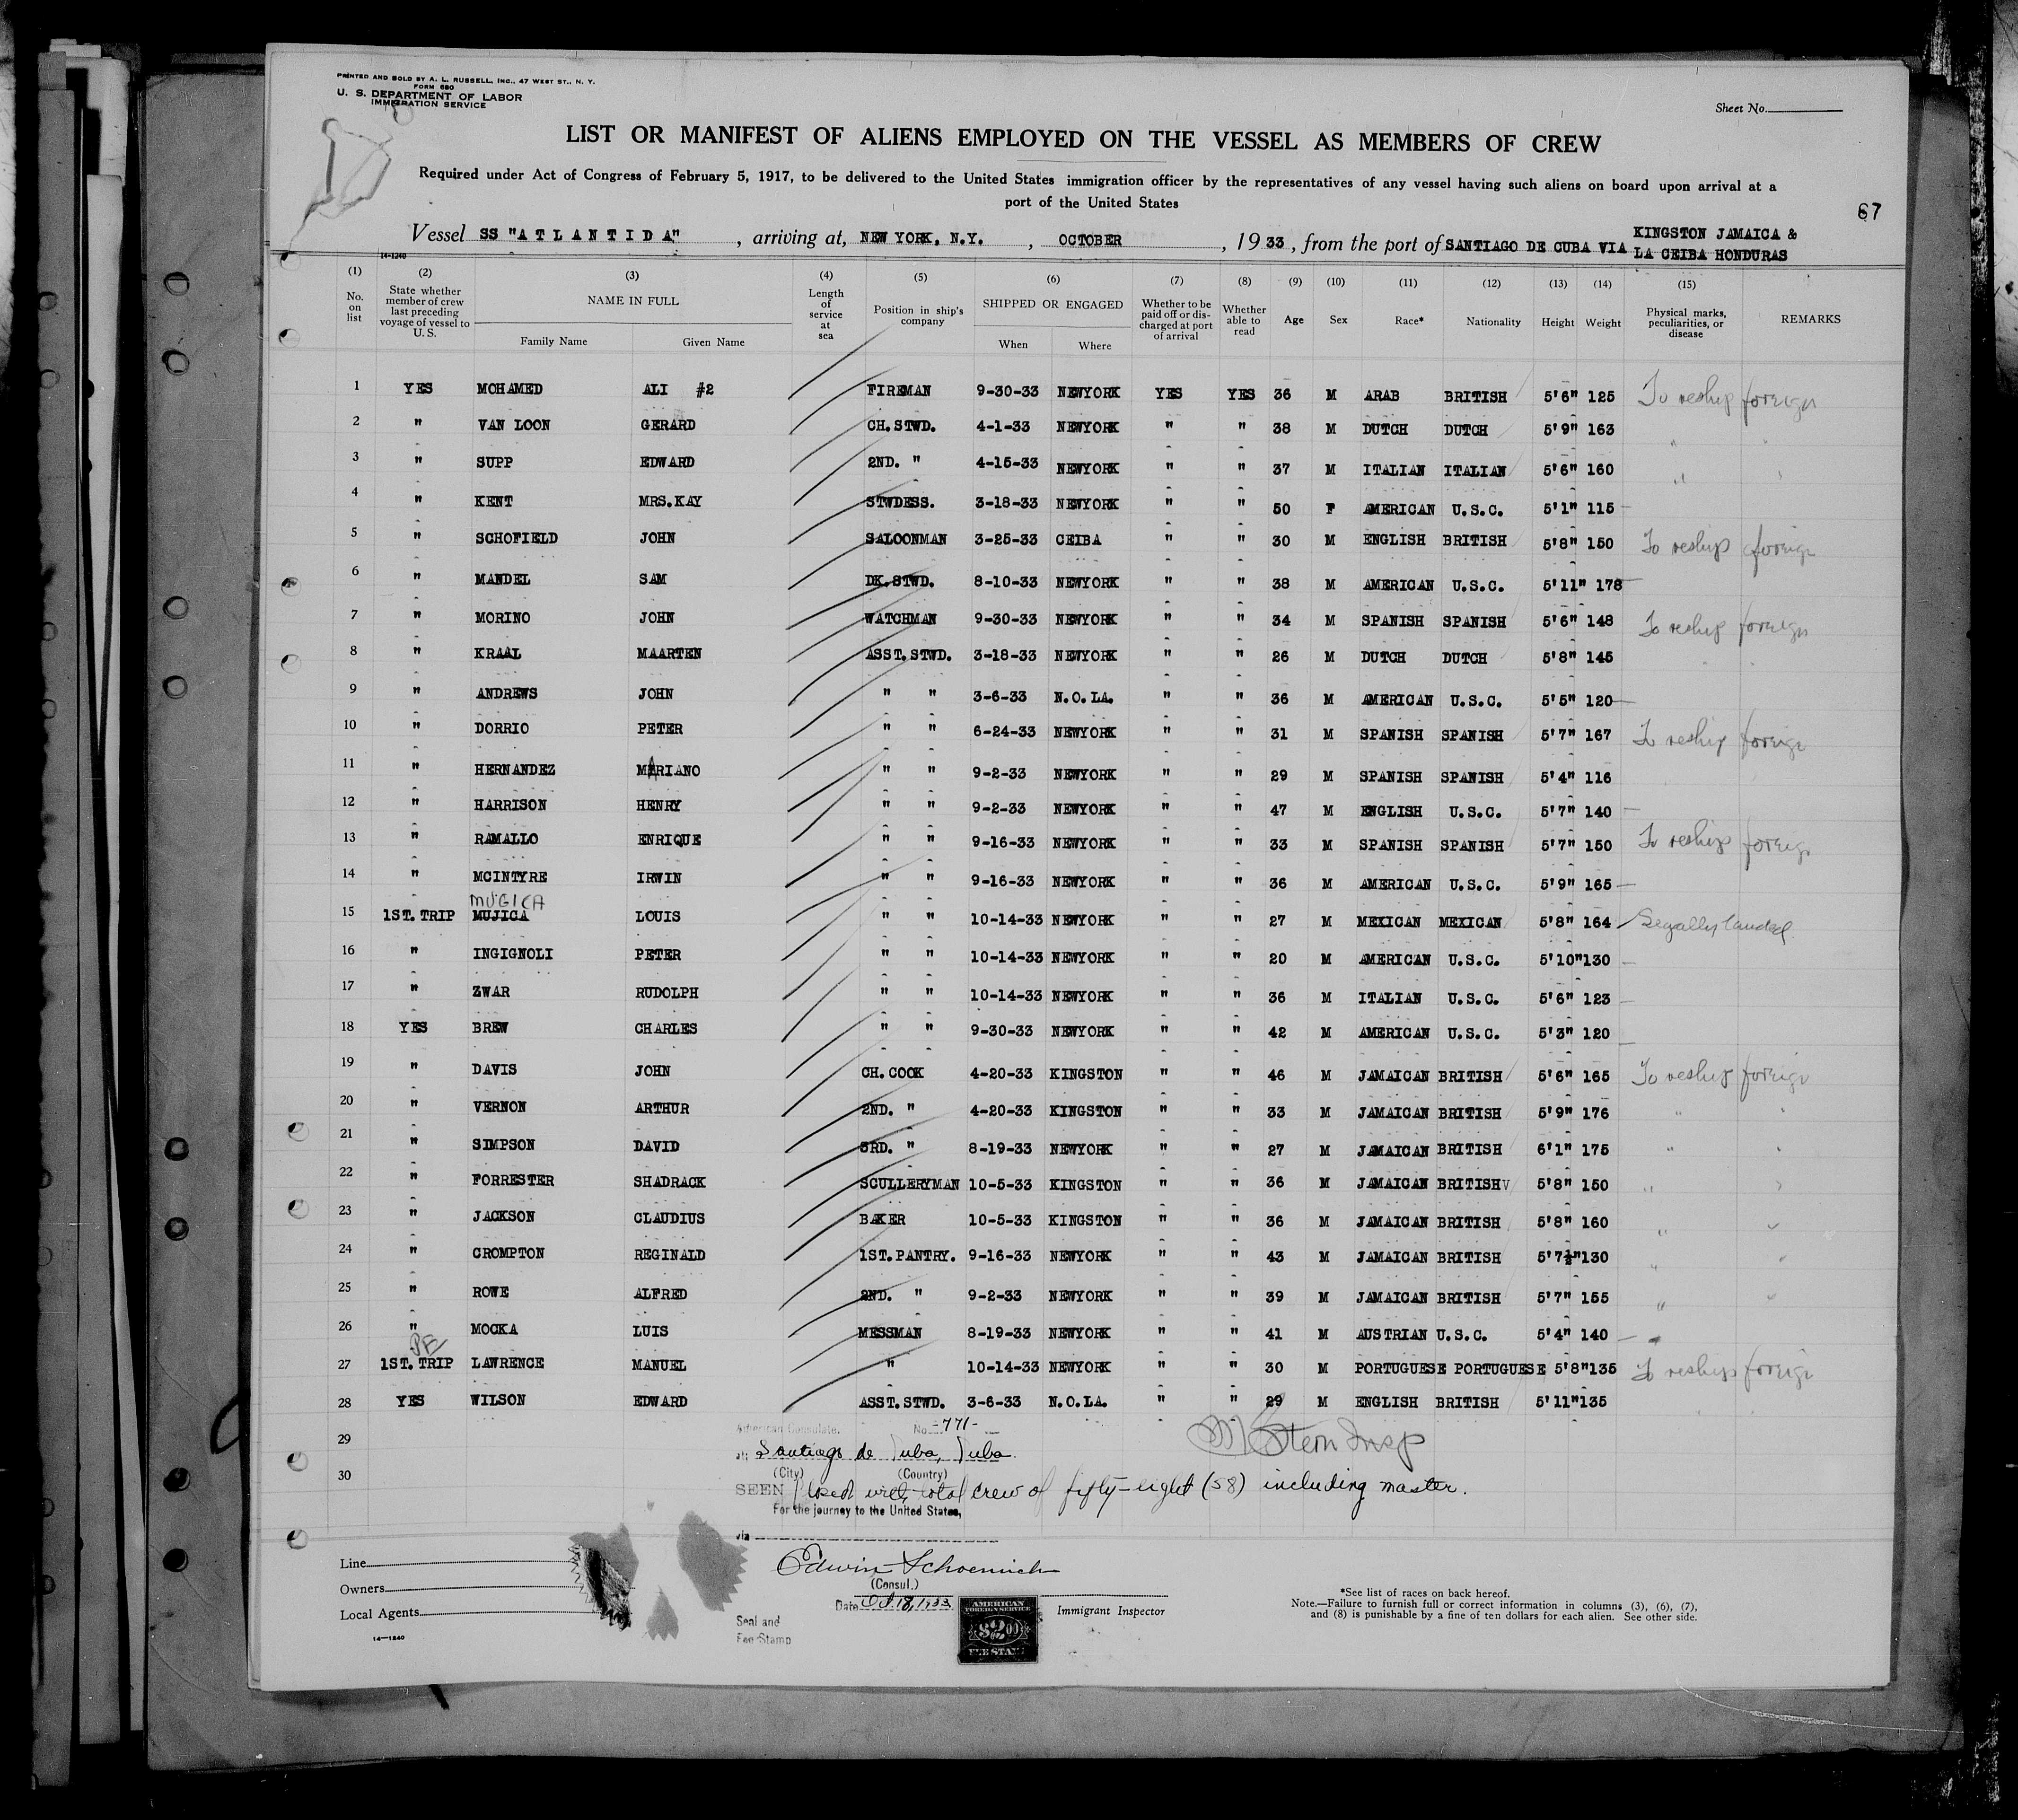 PRINTED AND SOLD BY A. L. RUSSELL, INC., 47 WEST ST., N. Y.
FORM 680
U. S. DEPARTMENT OF LABOR
IMMIGRATION SERVICE
Sheet No.
LIST OR MANIFEST OF ALIENS EMPLOYED ON THE VESSEL AS MEMBERS OF CREW
Required under Act of Congress of February 5, 1917, to be delivered to the United States immigration officer by the representatives of any vessel having such aliens on board upon arrival at a
port of the United States
67
Vessel SS "ATLANTIDA", arriving at, NEW YORK, N.Y., OCTOBER, 1933, from the port of SANTIAGO DE CUBA VIA KINGSTON JAMAICA &
LA CEIBA HONDURAS
14-1240
(1) (2) (3) (4) (5) (6) (7) (8) (9) (10) (11) (12) (13) (14) (15)
No. on list State whether member of crew last preceding voyage of vessel to U. S. NAME IN FULL Family Name Given Name Length of service at sea Position in ship's company SHIPPED OR ENGAGED When Where Whether to be paid off or discharged at port of arrival Whether able to read Age Sex Race* Nationality Height Weight Physical marks, peculiarities, or disease REMARKS
1 YES MOHAMED ALI #2 FIREMAN 9-30-33 NEWYORK YES YES 36 M ARAB BRITISH 5'6" 125 To reship foreign
2 " VAN LOON GERARD CH.STWD. 4-1-33 NEWYORK " " 38 M DUTCH DUTCH 5'9" 163 " "
3 " SUPP EDWARD 2ND. " 4-15-33 NEWYORK " " 37 M ITALIAN ITALIAN 5'6" 160 " "
4 " KENT MRS.KAY STWDESS. 3-18-33 NEWYORK " " 50 F AMERICAN U.S.C. 5'1" 115
5 " SCHOFIELD JOHN SALOONMAN 3-25-33 CEIBA " " 30 M ENGLISH BRITISH 5'8" 150 To reship foreign
6 " MANDEL SAM DK.STWD. 8-10-33 NEWYORK " " 38 M AMERICAN U.S.C. 5'11" 178
7 " MORINO JOHN WATCHMAN 9-30-33 NEWYORK " " 34 M SPANISH SPANISH 5'6" 148 To reship foreign
8 " KRAAL MAARTEN ASST.STWD. 3-18-33 NEWYORK " " 26 M DUTCH DUTCH 5'8" 145
9 " ANDREWS JOHN " " 3-6-33 N.O.LA. " " 36 M AMERICAN U.S.C. 5'5" 120
10 " DORRIO PETER " " 6-24-33 NEWYORK " " 31 M SPANISH SPANISH 5'7" 167 To reship foreign
11 " HERNANDEZ MARIANO " " 9-2-33 NEWYORK " " 29 M SPANISH SPANISH 5'4" 116
12 " HARRISON HENRY " " 9-2-33 NEWYORK " " 47 M ENGLISH U.S.C. 5'7" 140
13 " RAMALLO ENRIQUE " " 9-16-33 NEWYORK " " 33 M SPANISH SPANISH 5'7" 150 To reship foreign
14 " MCINTYRE IRWIN " " 9-16-33 NEWYORK " " 36 M AMERICAN U.S.C. 5'9" 165
MUGICA
15 1ST. TRIP MUJICA LOUIS " " 10-14-33 NEWYORK " " 27 M MEXICAN MEXICAN 5'8" 164 Legally landed
16 " INGIGNOLI PETER " " 10-14-33 NEWYORK " " 20 M AMERICAN U.S.C. 5'10" 130
17 " ZWAR RUDOLPH " " 10-14-33 NEWYORK " " 36 M ITALIAN U.S.C. 5'6" 123
18 YES BREW CHARLES " " 9-30-33 NEWYORK " " 42 M AMERICAN U.S.C. 5'3" 120
19 " DAVIS JOHN CH. COOK 4-20-33 KINGSTON " " 46 M JAMAICAN BRITISH 5'6" 165 To reship foreign
20 " VERNON ARTHUR 2ND. " 4-20-33 KINGSTON " " 33 M JAMAICAN BRITISH 5'9" 176 " "
21 " SIMPSON DAVID 3RD. " 8-19-33 NEWYORK " " 27 M JAMAICAN BRITISH 6'1" 175 " "
22 " FORRESTER SHADRACK SCULLERYMAN 10-5-33 KINGSTON " " 36 M JAMAICAN BRITISH 5'8" 150 " "
23 " JACKSON CLAUDIUS BAKER 10-5-33 KINGSTON " " 36 M JAMAICAN BRITISH 5'8" 160 " "
24 " CROMPTON REGINALD 1ST. PANTRY. 9-16-33 NEWYORK " " 43 M JAMAICAN BRITISH 5'7½" 130 " "
25 " ROWE ALFRED 2ND. " 9-2-33 NEWYORK " " 39 M JAMAICAN BRITISH 5'7" 155 " "
26 " MOCKA LUIS MESSMAN 8-19-33 NEWYORK " " 41 M AUSTRIAN U.S.C. 5'4" 140
PE
27 1ST. TRIP LAWRENCE MANUEL " 10-14-33 NEWYORK " " 30 M PORTUGUESE PORTUGUESE 5'8" 135 To reship foreign
28 YES WILSON EDWARD ASST. STWD. 3-6-33 N.O.LA. " " 29 M ENGLISH BRITISH 5'11" 135
American Consulate. No. -771-
29
at Santiago de Cuba, Cuba.
(City) (Country)
30
SEEN Closed with total crew of fifty-eight (58) including master.
For the journey to the United States,
via
Stern Insp
Edwin Schoenrich
(Consul.)
Date Oct. 18, 1933
Seal and
Fee Stamp
AMERICAN
FOREIGN SERVICE
$2.00
FEE STAMP
Immigrant Inspector
Line
Owners
Local Agents
14-1240
*See list of races on back hereof.
Note.—Failure to furnish full or correct information in columns (3), (6), (7),
and (8) is punishable by a fine of ten dollars for each alien. See other side.